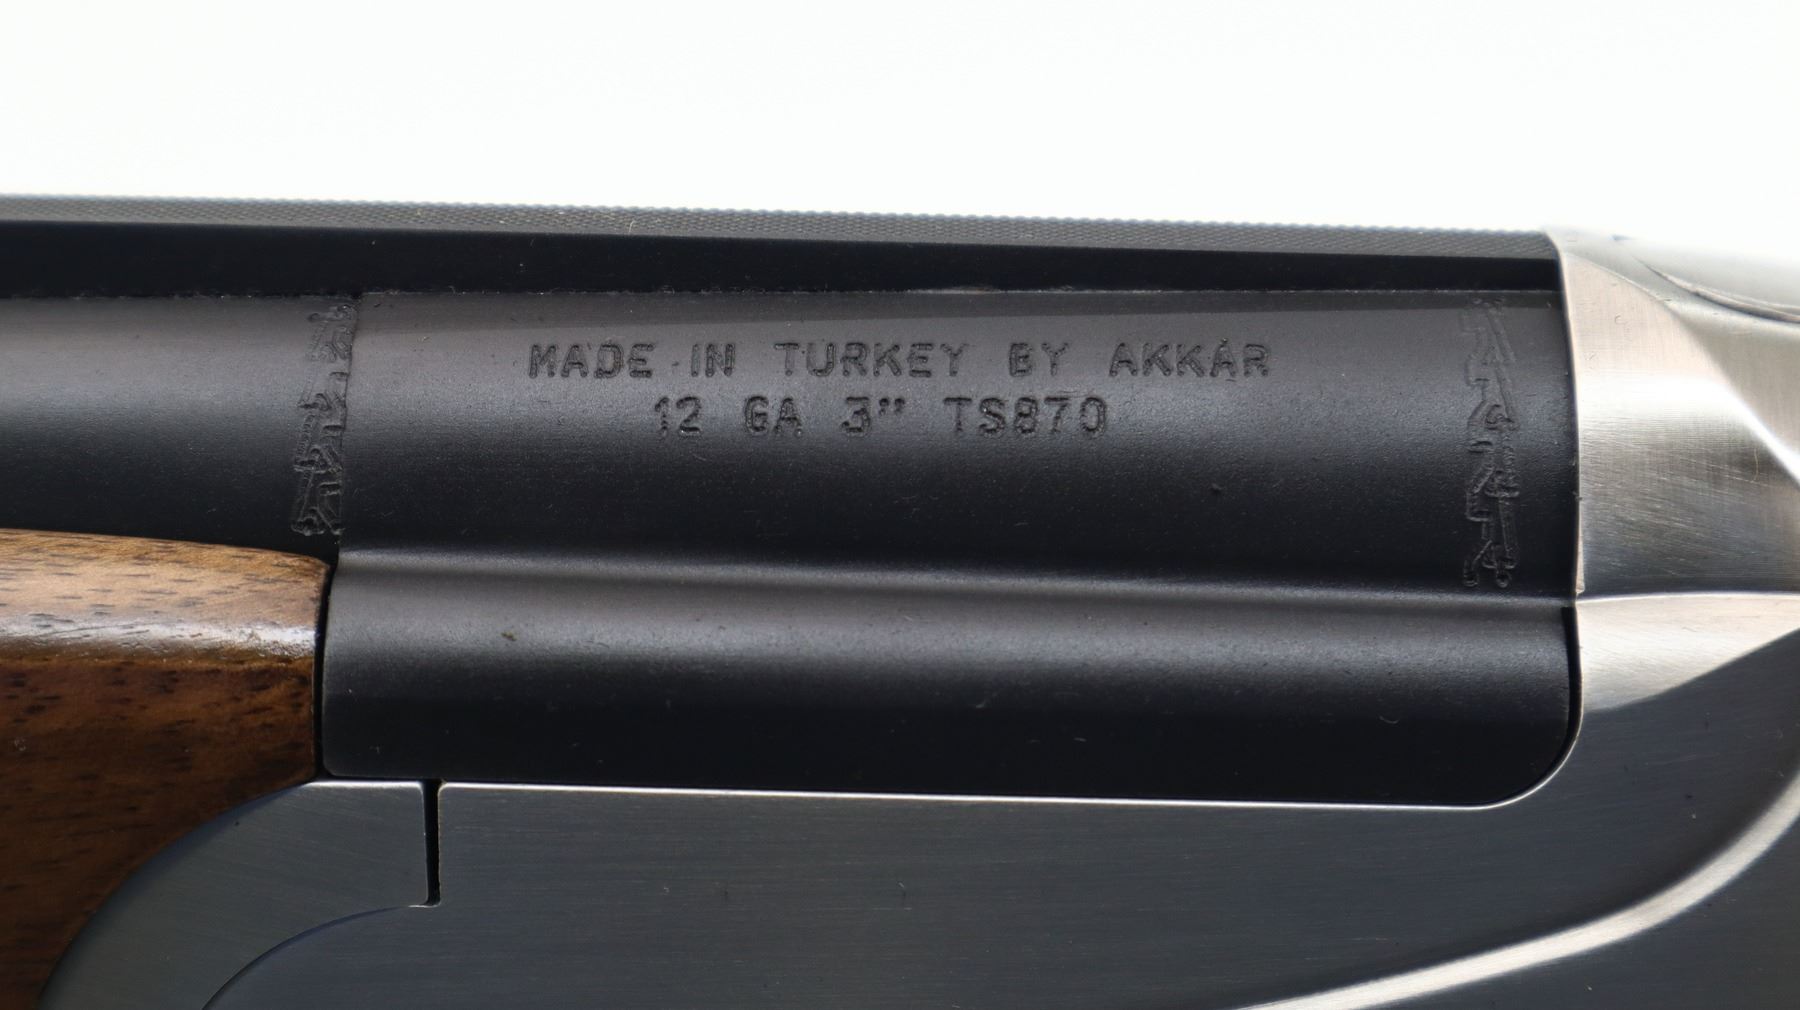 MADE IN TURKEY BY AKKAR
12 GA 3" TS870